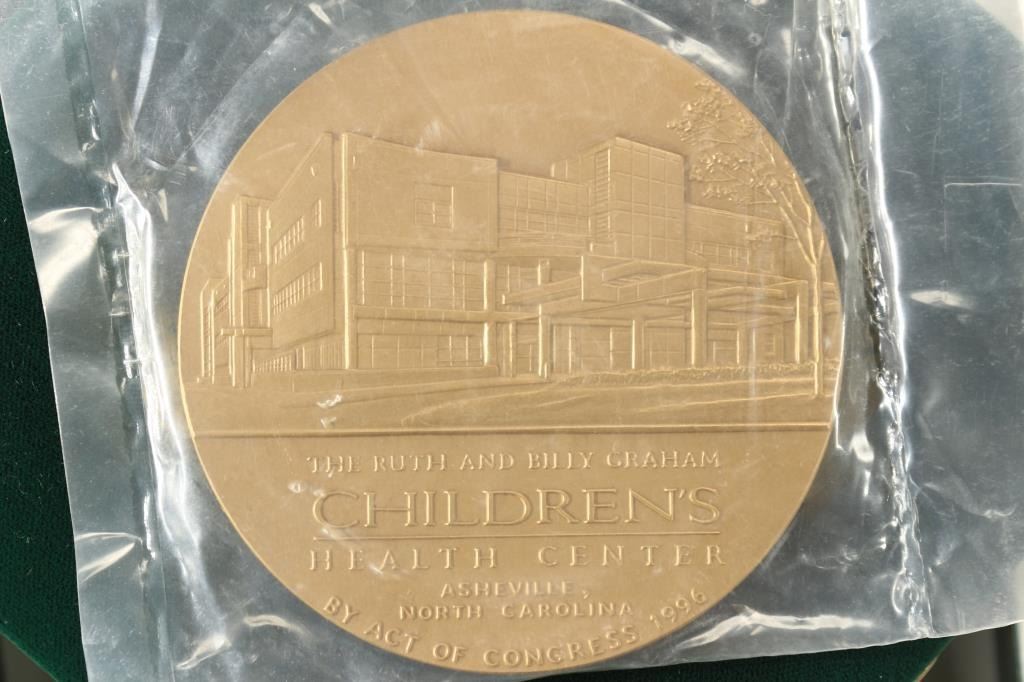 THE RUTH AND BILLY GRAHAM
CHILDREN'S
HEALTH CENTER
ASHEVILLE,
NORTH CAROLINA
BY ACT OF CONGRESS 1996